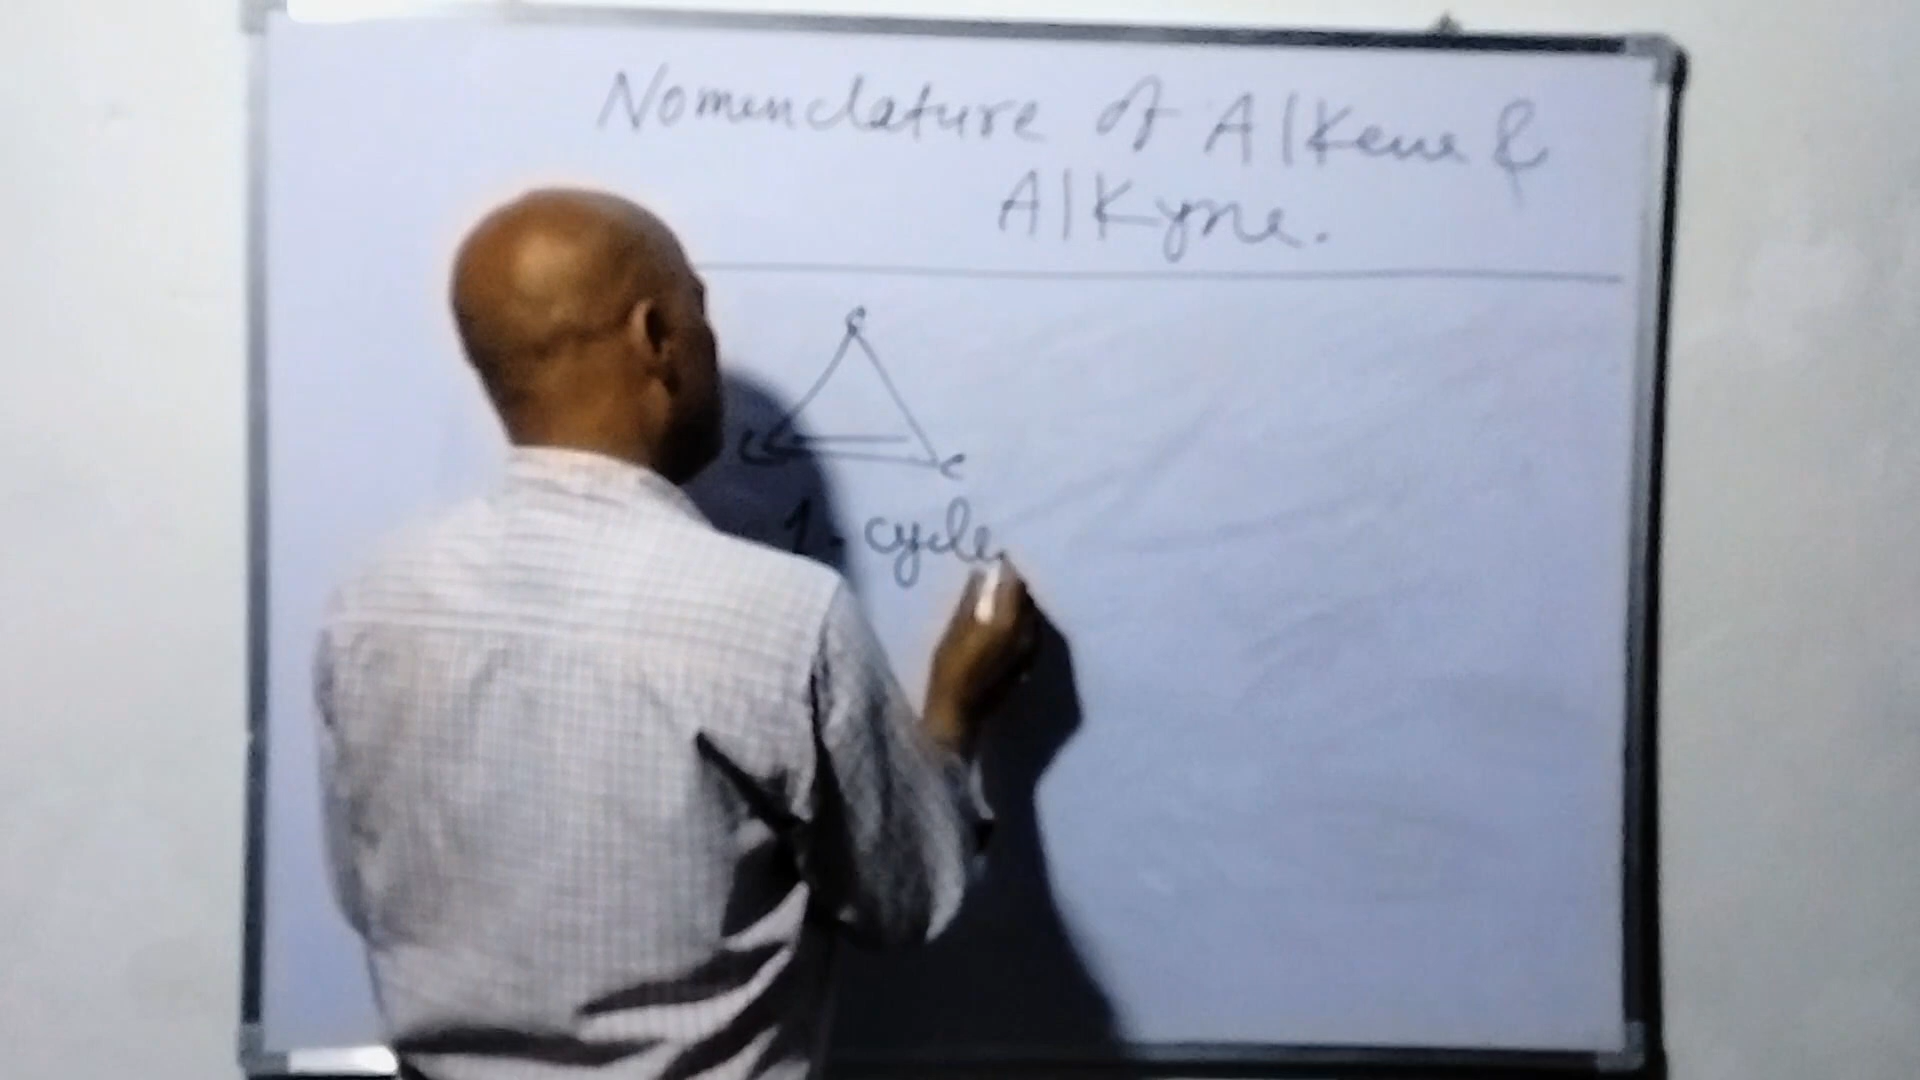 Nomenclature of Alkene &
Alkyne.
C
C C
1. cycle